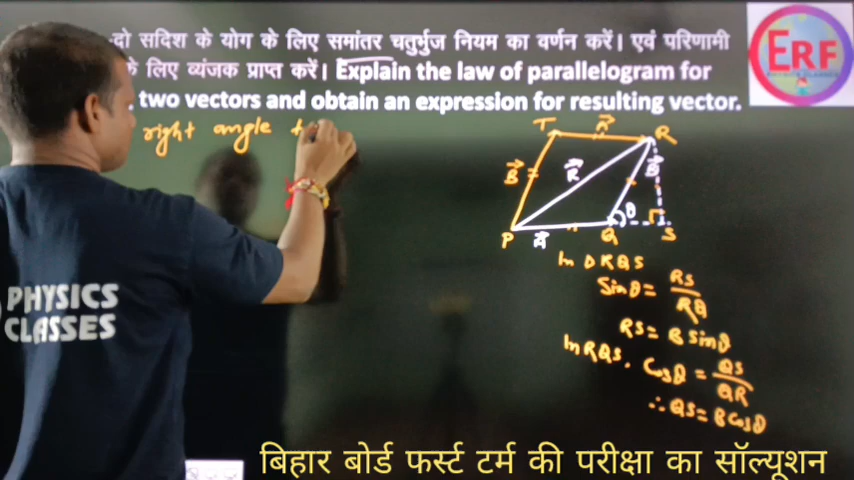 दो सदिश के योग के लिए समांतर चतुर्भुज नियम का वर्णन करें। एवं परिणामी
के लिए व्यंजक प्राप्त करें। Explain the law of parallelogram for
two vectors and obtain an expression for resulting vector.
ERF
right angle t
T A⃗ R
B⃗ R⃗ B⃗
θ
P A⃗ Q S
In Δ RQS
Sinθ = RS/RQ
RS = B Sinθ
In RQS. Cosθ = QS/QR
∴ QS = B Cosθ
PHYSICS
CLASSES
बिहार बोर्ड फर्स्ट टर्म की परीक्षा का सॉल्यूशन